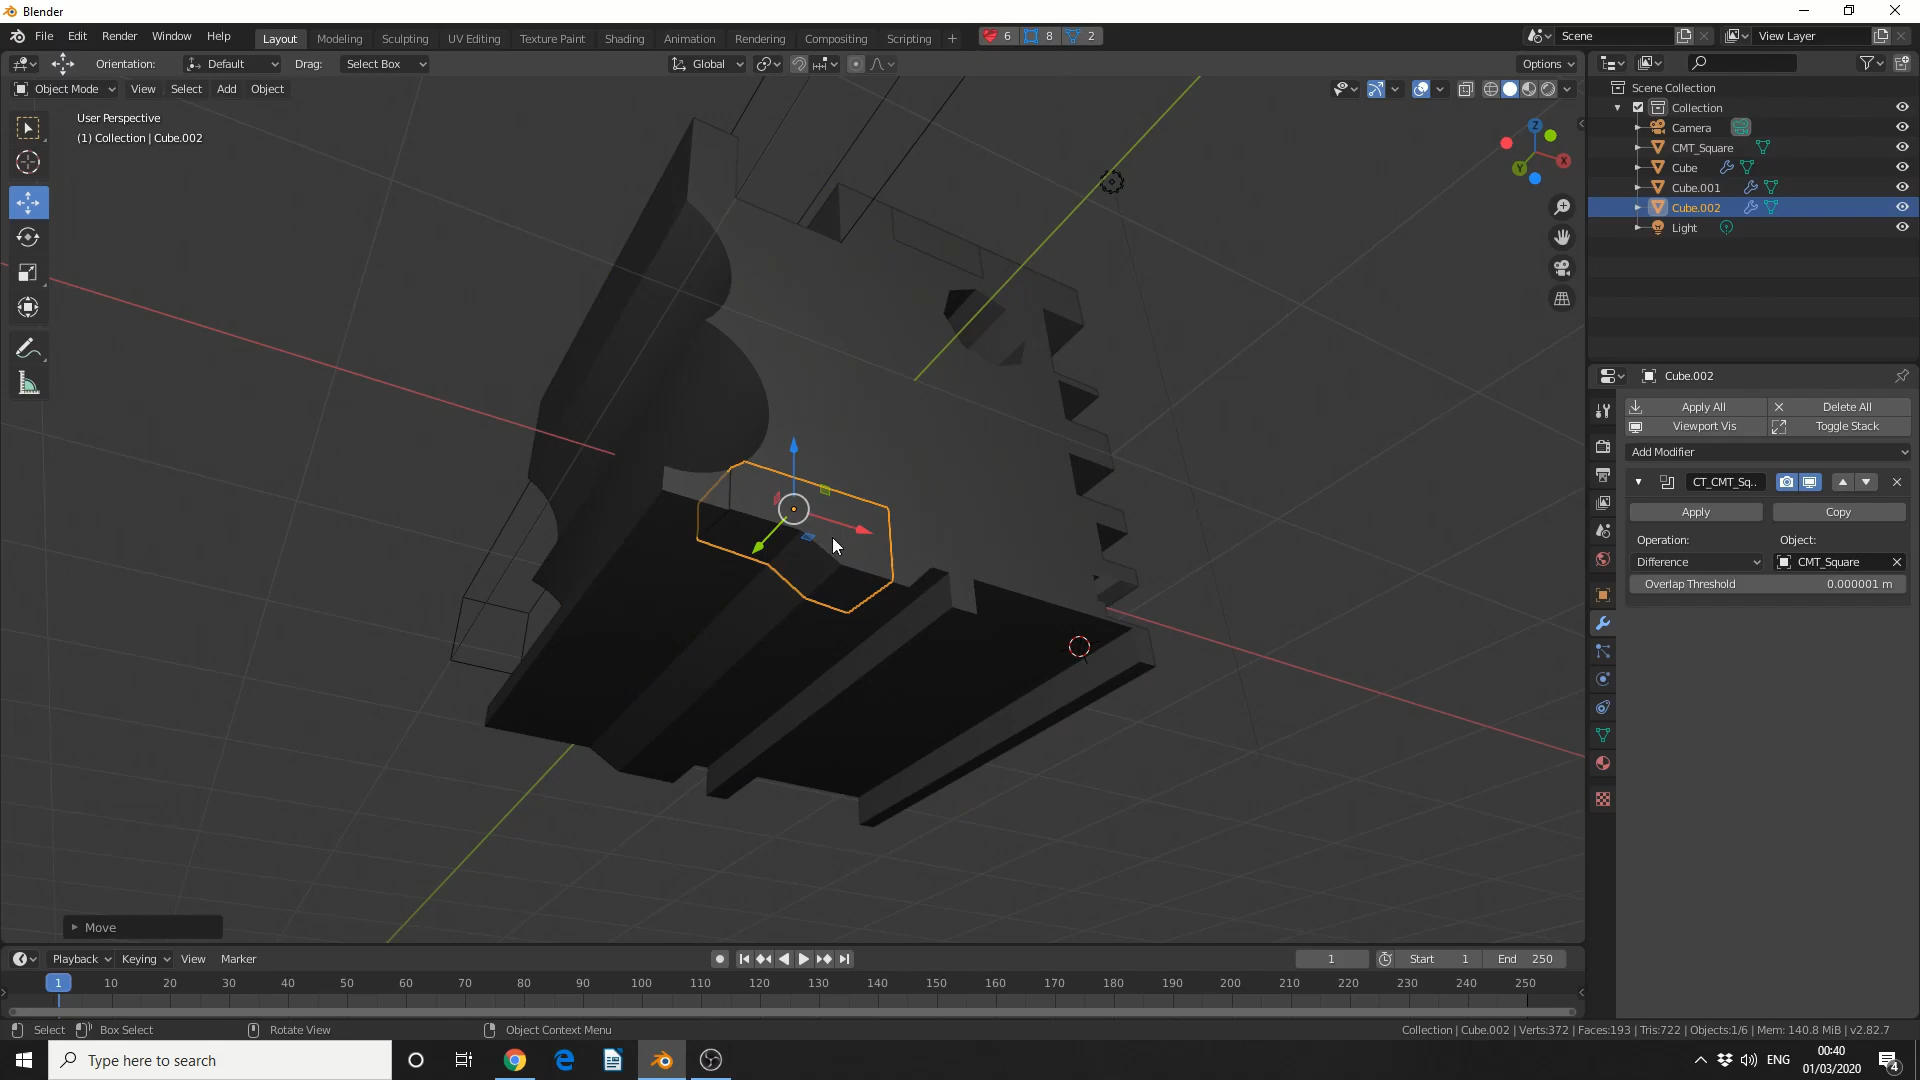 Blender
File Edit Render Window Help
Layout Modeling Sculpting UV Editing Texture Paint Shading Animation Rendering Compositing Scripting +
6 8 2
Scene View Layer
Orientation: Default Drag: Select Box
Global
Options
Object Mode View Select Add Object
User Perspective
(1) Collection | Cube.002
Z
X
Y
Scene Collection
Collection
Camera
CMT_Square
Cube
Cube.001
Cube.002
Light
Cube.002
Apply All Delete All
Viewport Vis Toggle Stack
Add Modifier
CT_CMT_Sq..
Apply Copy
Operation: Object:
Difference CMT_Square
Overlap Threshold 0.000001 m
Move
Playback Keying View Marker
1 Start 1 End 250
1 10 20 30 40 50 60 70 80 90 100 110 120 130 140 150 160 170 180 190 200 210 220 230 240 250
Select Box Select Rotate View Object Context Menu
Collection | Cube.002 | Verts:372 | Faces:193 | Tris:722 | Objects:1/6 | Mem: 140.8 MiB | v2.82.7
Type here to search
ENG
00:40
01/03/2020
4